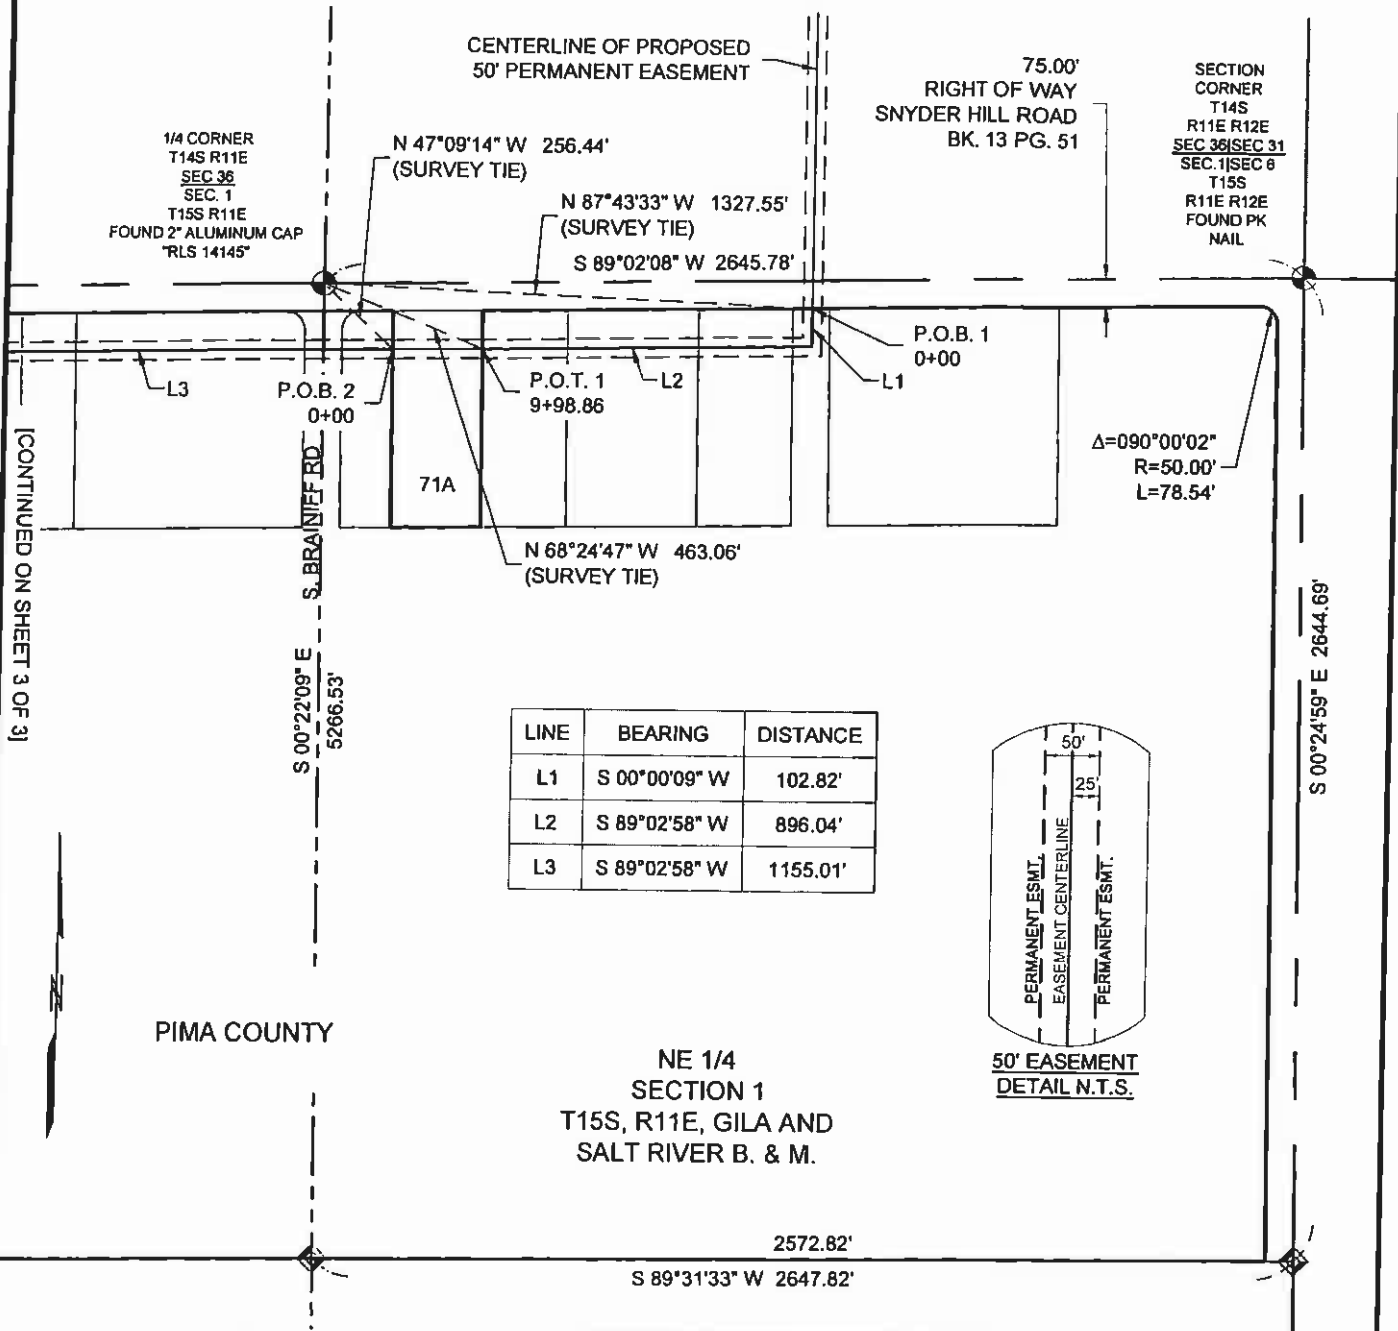 CENTERLINE OF PROPOSED
50' PERMANENT EASEMENT
75.00'
RIGHT OF WAY
SNYDER HILL ROAD
BK. 13 PG. 51
SECTION
CORNER
T14S
R11E R12E
SEC 36|SEC 31
SEC.1|SEC 6
T15S
R11E R12E
FOUND PK
NAIL
1/4 CORNER
T14S R11E
SEC 36
SEC. 1
T15S R11E
FOUND 2" ALUMINUM CAP
"RLS 14145"
N 47°09'14" W 256.44'
(SURVEY TIE)
N 87°43'33" W 1327.55'
(SURVEY TIE)
S 89°02'08" W 2645.78'
P.O.B. 1
0+00
L1
L3
P.O.B. 2
0+00
P.O.T. 1
9+98.86
L2
71A
Δ=090°00'02"
R=50.00'
L=78.54'
N 68°24'47" W 463.06'
(SURVEY TIE)
[CONTINUED ON SHEET 3 OF 3]
S. BRAINIFF RD
S 00°22'09" E
5266.53'
S 00°24'59" E 2644.69'
LINE BEARING DISTANCE
L1 S 00°00'09" W 102.82'
L2 S 89°02'58" W 896.04'
L3 S 89°02'58" W 1155.01'
50'
25'
PERMANENT ESMT.
EASEMENT CENTERLINE
PERMANENT ESMT.
50' EASEMENT
DETAIL N.T.S.
N
PIMA COUNTY
NE 1/4
SECTION 1
T15S, R11E, GILA AND
SALT RIVER B. & M.
2572.82'
S 89°31'33" W 2647.82'